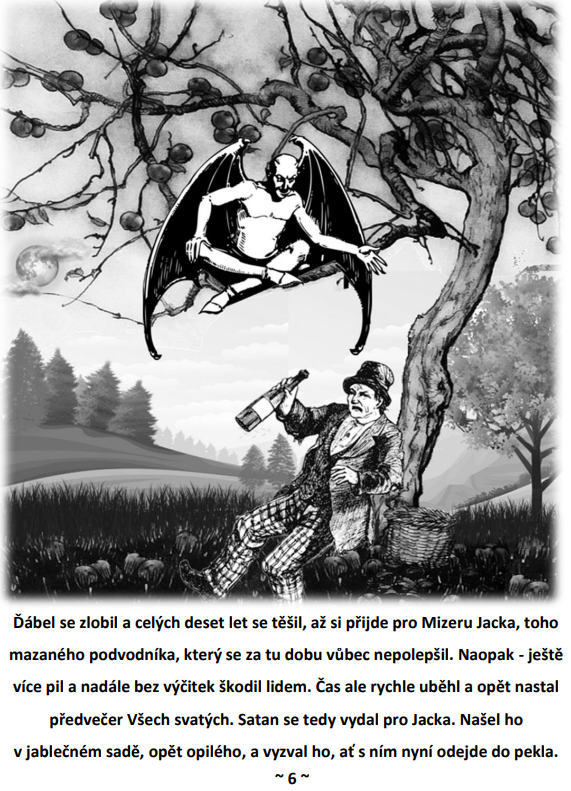 Ďábel se zlobil a celých deset let se těšil, až si přijde pro Mizeru Jacka, toho
mazaného podvodníka, který se za tu dobu vůbec nepolepšil. Naopak - ještě
více pil a nadále bez výčitek škodil lidem. Čas ale rychle uběhl a opět nastal
předvečer Všech svatých. Satan se tedy vydal pro Jacka. Našel ho
v jablečném sadě, opět opilého, a vyzval ho, ať s ním nyní odejde do pekla.
~ 6 ~